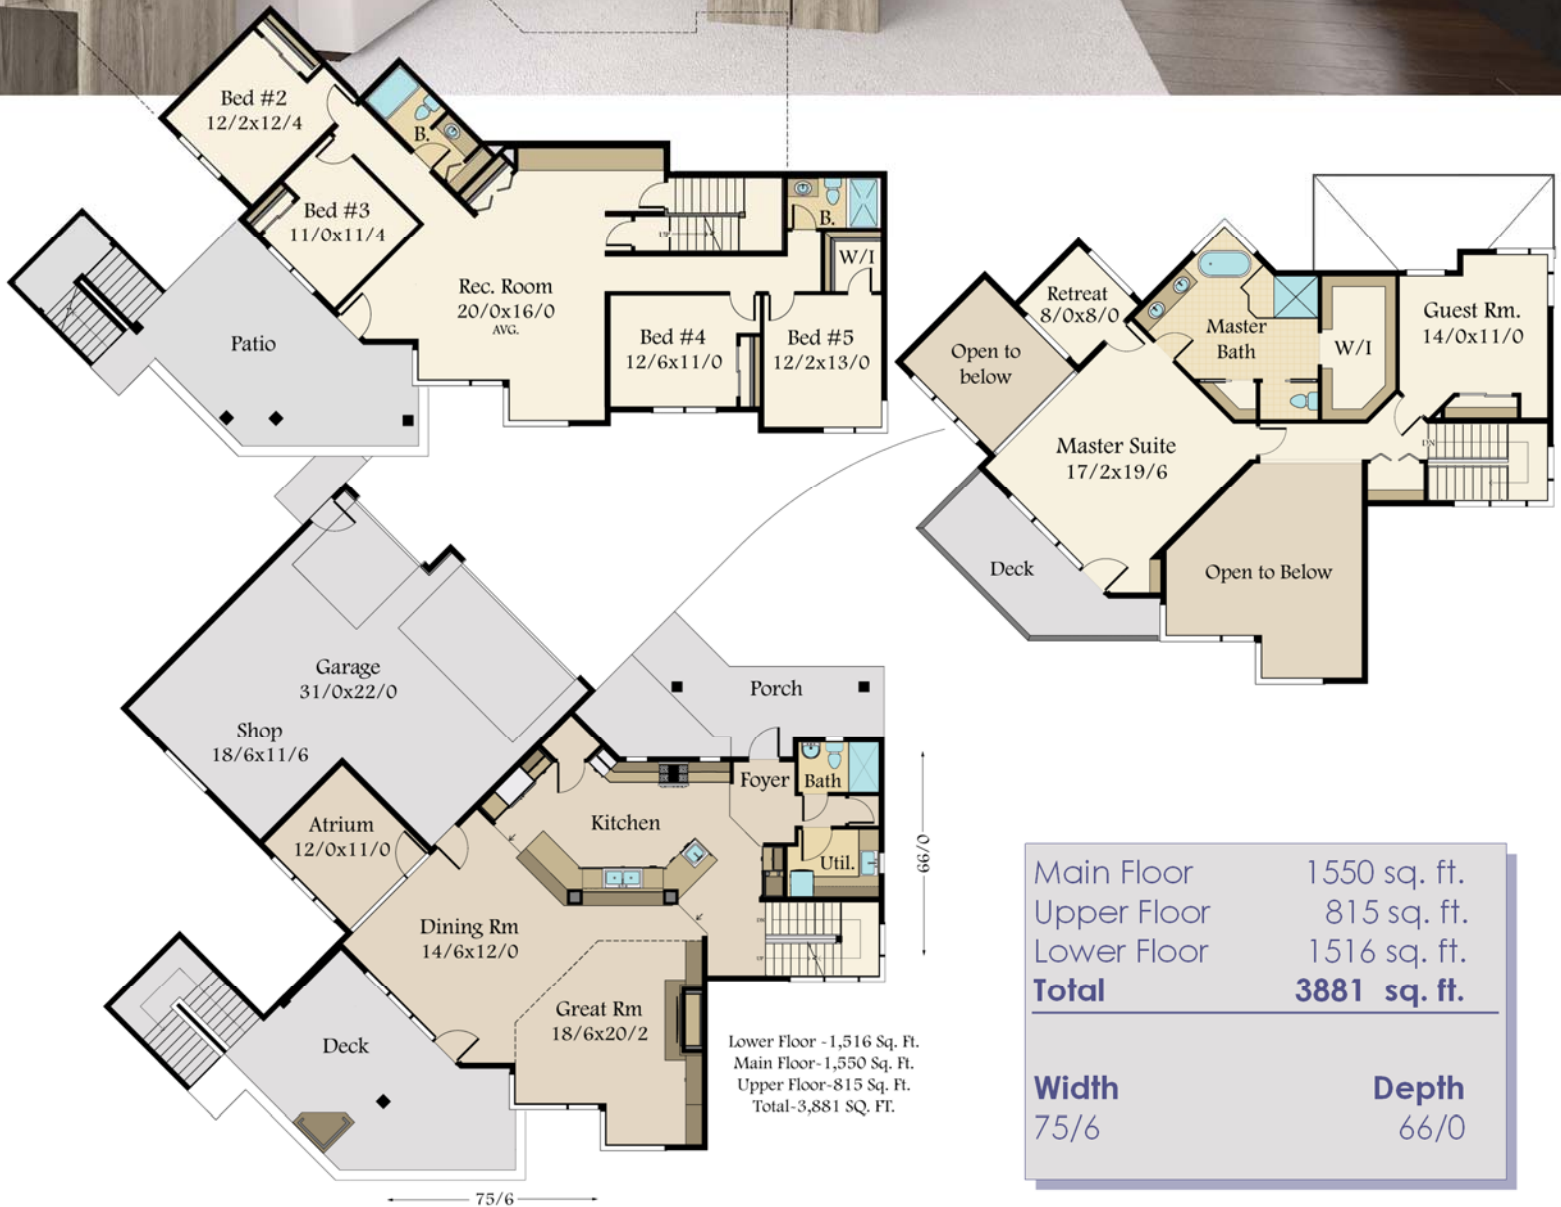 Bed #2
12/2x12/4
B.
Bed #3
11/0x11/4
Rec. Room
20/0x16/0
AVG.
UP
B.
W/I
Bed #4
12/6x11/0
Bed #5
12/2x13/0
Patio
Retreat
8/0x8/0
Open to
below
Master
Bath
W/I
Guest Rm.
14/0x11/0
Master Suite
17/2x19/6
DN
Deck
Open to Below
Garage
31/0x22/0
Shop
18/6x11/6
Atrium
12/0x11/0
Porch
Foyer
Bath
Kitchen
Util.
Dining Rm
14/6x12/0
DN
UP
Great Rm
18/6x20/2
Deck
66/0
75/6
Lower Floor -1,516 Sq. Ft.
Main Floor-1,550 Sq. Ft.
Upper Floor-815 Sq. Ft.
Total-3,881 SQ. FT.
Main Floor 1550 sq. ft.
Upper Floor 815 sq. ft.
Lower Floor 1516 sq. ft.
Total 3881 sq. ft.
Width Depth
75/6 66/0